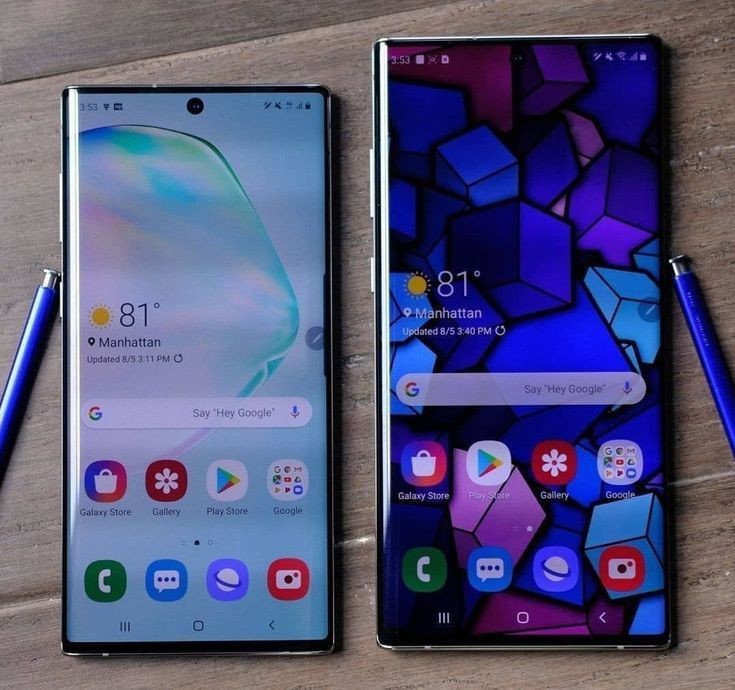 3:53
81°
Manhattan
Updated 8/5 3:11 PM
G
Say "Hey Google"
Galaxy Store
Gallery
Play Store
Google
3:53
81°
Manhattan
Updated 8/5 3:40 PM
G
Say "Hey Google"
Galaxy Store
Play Store
Gallery
Google